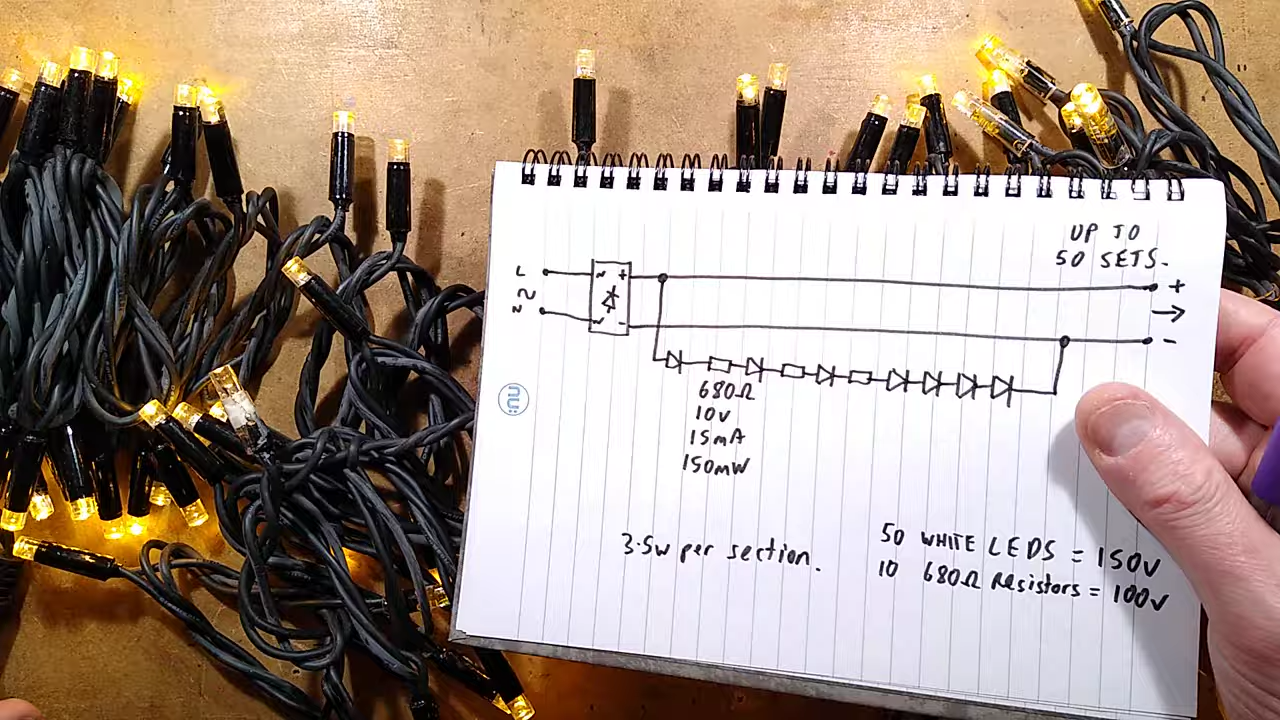 UP TO
50 SETS.
L
~ +
+
N
~ -
-
nu:
680Ω
10V
15mA
150mW
3.5W per section.
50 WHITE LEDS = 150V
10 680Ω Resistors = 100V